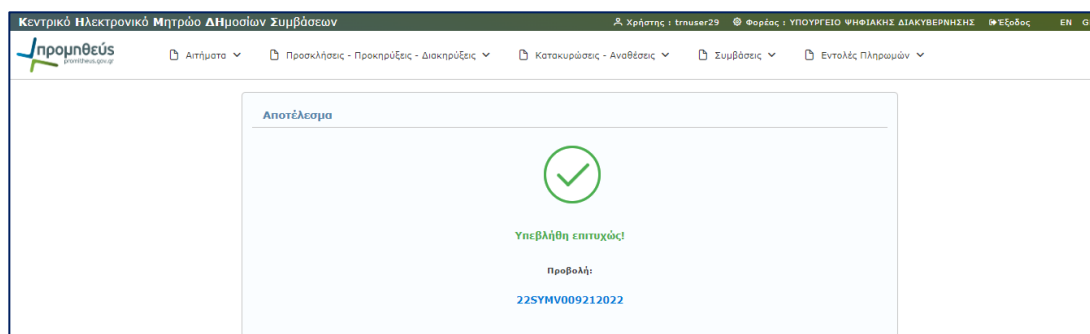 Κεντρικό Ηλεκτρονικό Μητρώο ΔΗμοσίων Συμβάσεων
Χρήστης : trnuser29 Φορέας : ΥΠΟΥΡΓΕΙΟ ΨΗΦΙΑΚΗΣ ΔΙΑΚΥΒΕΡΝΗΣΗΣ Έξοδος EN G
προμηθεύς
promitheus.gov.gr
Αιτήματα Προσκλήσεις - Προκηρύξεις - Διακηρύξεις Κατακυρώσεις - Αναθέσεις Συμβάσεις Εντολές Πληρωμών
Αποτέλεσμα
Υπεβλήθη επιτυχώς!
Προβολή:
22SYMV009212022